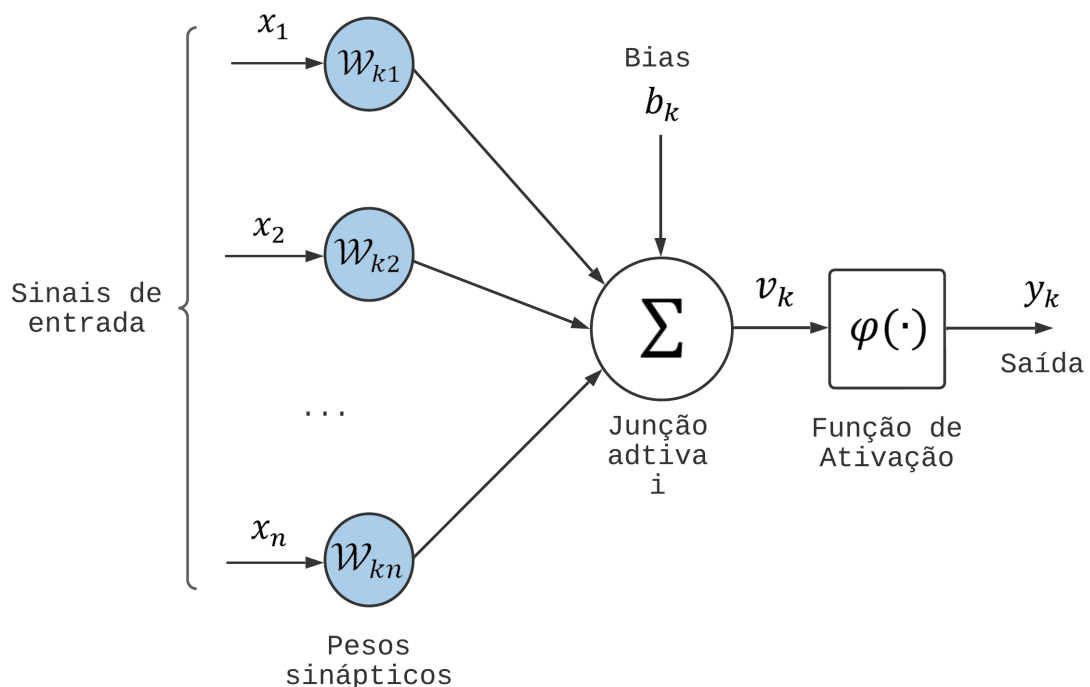 x₁
𝒲ₖ₁
Bias
bₖ
x₂
𝒲ₖ₂
Sinais de
entrada
Σ
vₖ
φ(·)
yₖ
Saída
...
Junção
adtiva
i
Função de
Ativação
xₙ
𝒲ₖₙ
Pesos
sinápticos